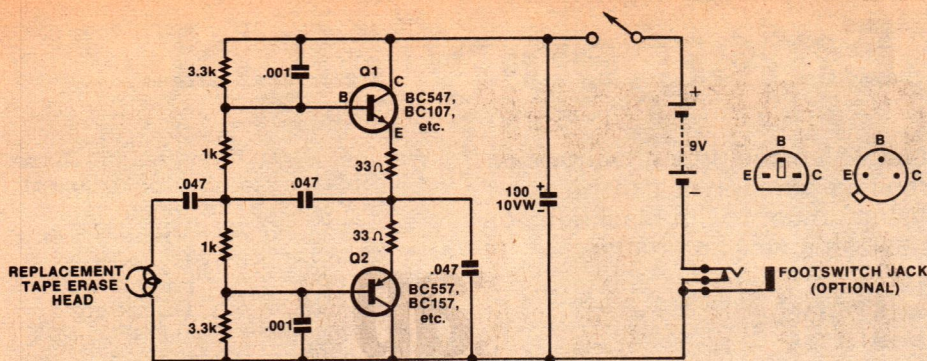 3.3k
.001
Q1
C
B
E
BC547,
BC107,
etc.
1k
33Ω
.047
.047
1k
33Ω
Q2
.047
BC557,
BC157,
etc.
3.3k
.001
REPLACEMENT
TAPE ERASE
HEAD
+
100
10VW
−
+
9V
−
B
E
C
B
E
C
FOOTSWITCH JACK
(OPTIONAL)